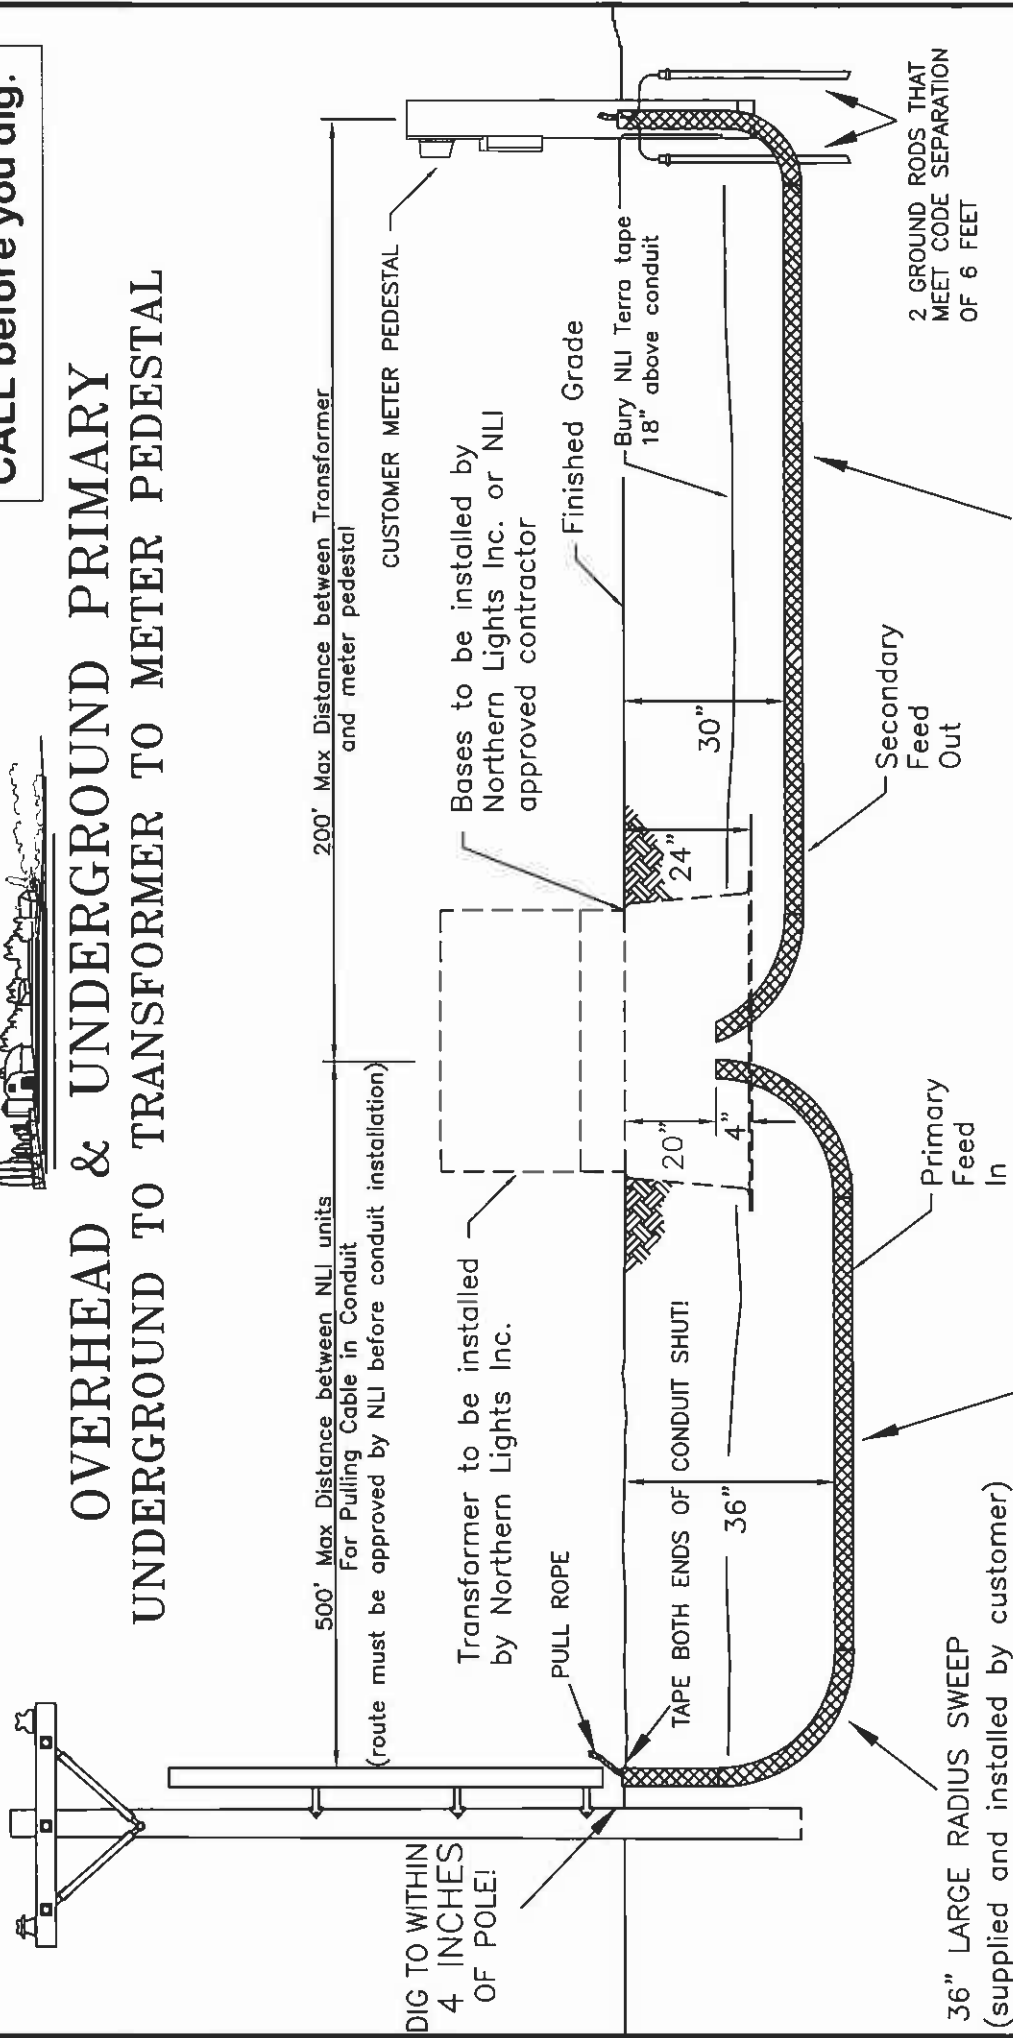 CALL before you dig.
OVERHEAD & UNDERGROUND PRIMARY
UNDERGROUND TO TRANSFORMER TO METER PEDESTAL
500' Max Distance between NLI units
For Pulling Cable in Conduit
(route must be approved by NLI before conduit installation)
200' Max Distance between Transformer
and meter pedestal
CUSTOMER METER PEDESTAL
DIG TO WITHIN
4 INCHES
OF POLE!
Transformer to be installed
by Northern Lights Inc.
Bases to be installed by
Northern Lights Inc. or NLI
approved contractor
PULL ROPE
Finished Grade
TAPE BOTH ENDS OF CONDUIT SHUT!
Bury NLI Terra tape
18" above conduit
36"
20"
4"
24"
30"
2 GROUND RODS THAT
MEET CODE SEPARATION
OF 6 FEET
36" LARGE RADIUS SWEEP
(supplied and installed by customer)
Primary
Feed
In
Secondary
Feed
Out